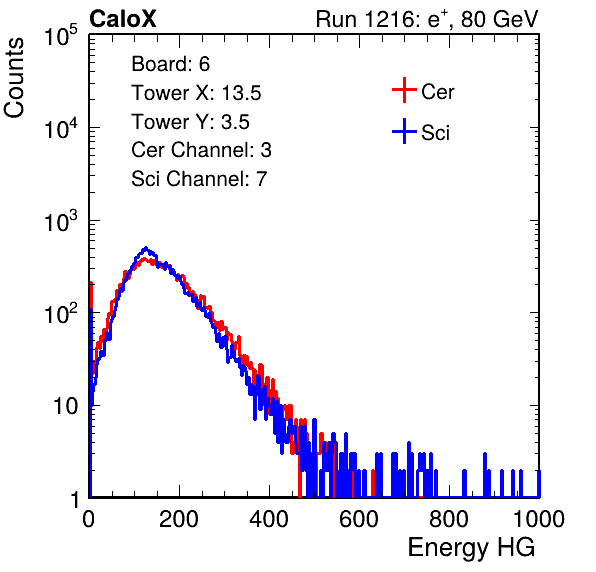 CaloX Run 1216: e⁺, 80 GeV
Counts
10⁵
10⁴
10³
10²
10
1
Board: 6
Tower X: 13.5
Tower Y: 3.5
Cer Channel: 3
Sci Channel: 7
Cer
Sci
0 200 400 600 800 1000
Energy HG